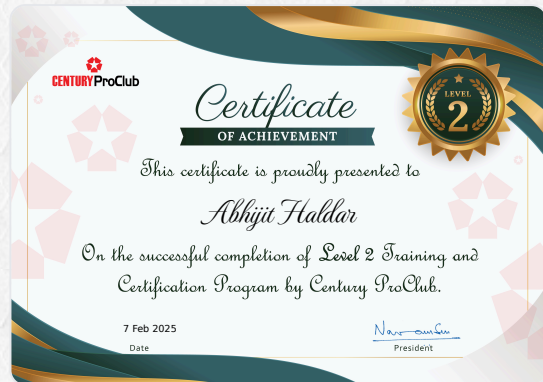 CENTURY ProClub
LEVEL
2
Certificate
OF ACHIEVEMENT
This certificate is proudly presented to
Abhijit Haldar
On the successful completion of Level 2 Training and
Certification Program by Century ProClub.
7 Feb 2025
Date
President